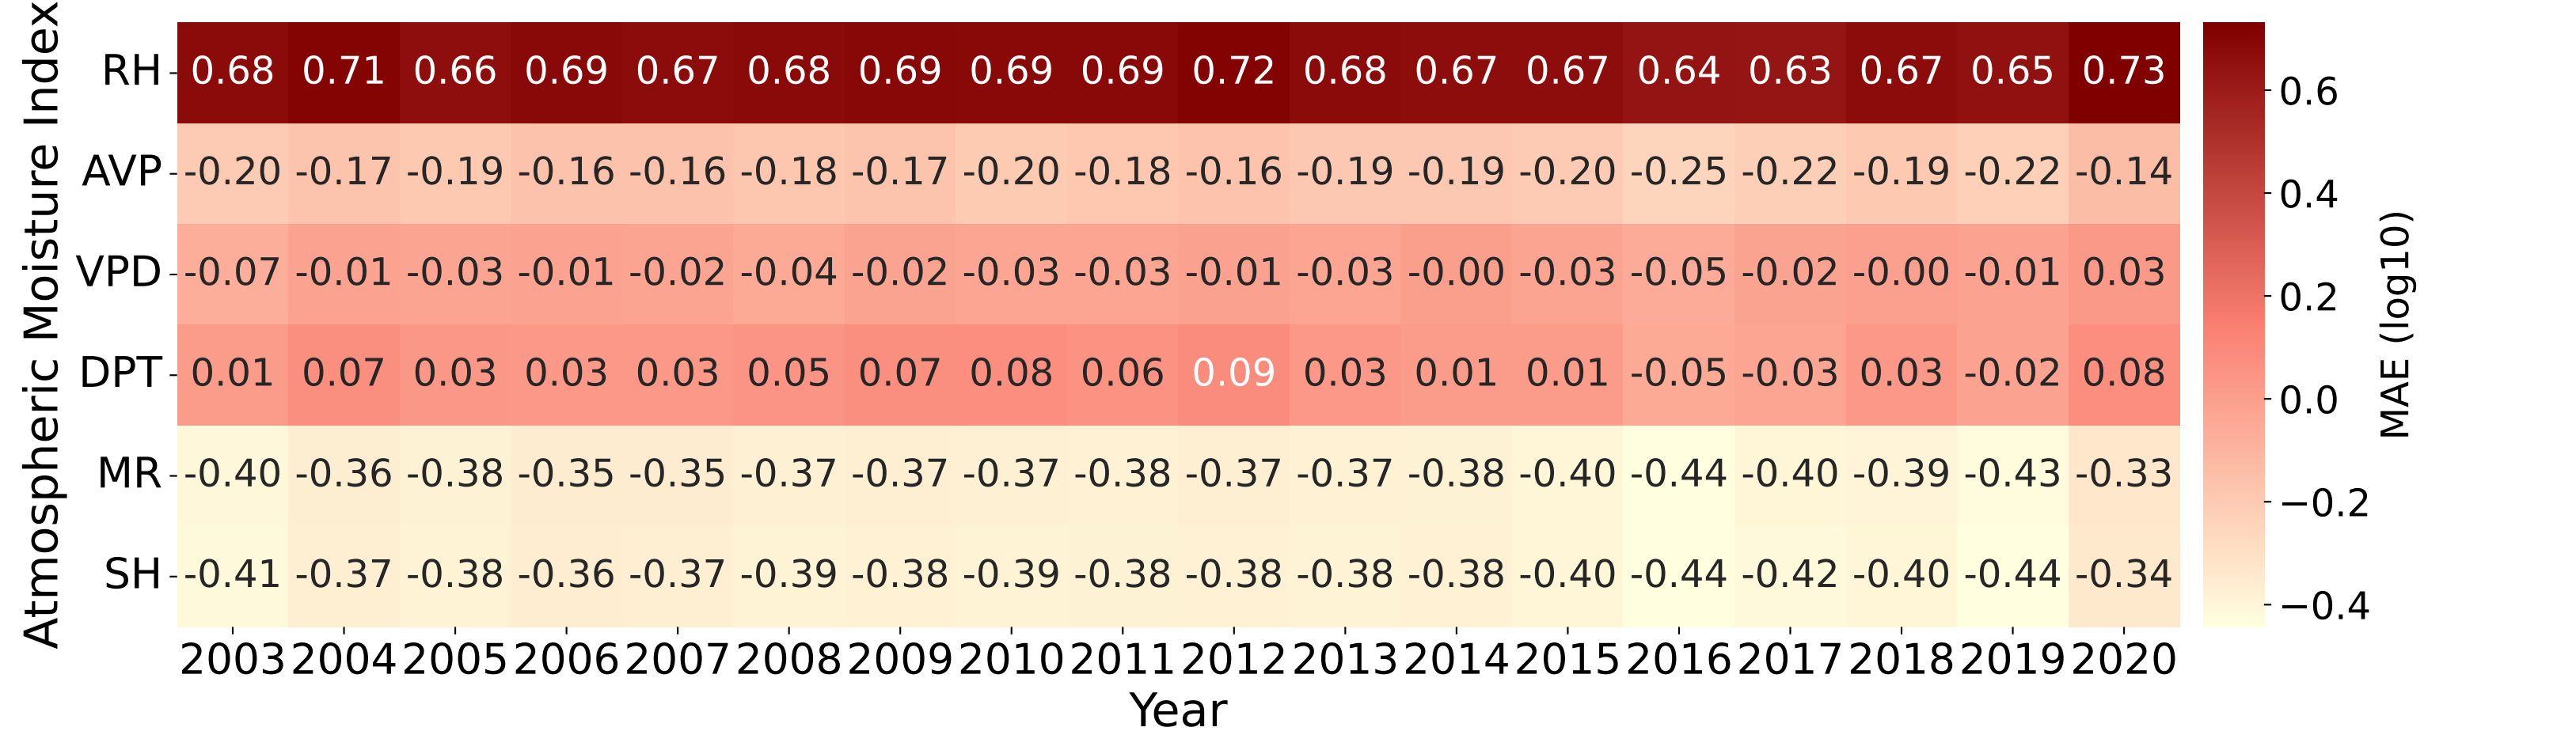 Atmospheric Moisture Index
RH 0.68 0.71 0.66 0.69 0.67 0.68 0.69 0.69 0.69 0.72 0.68 0.67 0.67 0.64 0.63 0.67 0.65 0.73
AVP -0.20 -0.17 -0.19 -0.16 -0.16 -0.18 -0.17 -0.20 -0.18 -0.16 -0.19 -0.19 -0.20 -0.25 -0.22 -0.19 -0.22 -0.14
VPD -0.07 -0.01 -0.03 -0.01 -0.02 -0.04 -0.02 -0.03 -0.03 -0.01 -0.03 -0.00 -0.03 -0.05 -0.02 -0.00 -0.01 0.03
DPT 0.01 0.07 0.03 0.03 0.03 0.05 0.07 0.08 0.06 0.09 0.03 0.01 0.01 -0.05 -0.03 0.03 -0.02 0.08
MR -0.40 -0.36 -0.38 -0.35 -0.35 -0.37 -0.37 -0.37 -0.38 -0.37 -0.37 -0.38 -0.40 -0.44 -0.40 -0.39 -0.43 -0.33
SH -0.41 -0.37 -0.38 -0.36 -0.37 -0.39 -0.38 -0.39 -0.38 -0.38 -0.38 -0.38 -0.40 -0.44 -0.42 -0.40 -0.44 -0.34
2003 2004 2005 2006 2007 2008 2009 2010 2011 2012 2013 2014 2015 2016 2017 2018 2019 2020
Year
0.6
0.4
0.2
0.0
−0.2
−0.4
MAE (log10)